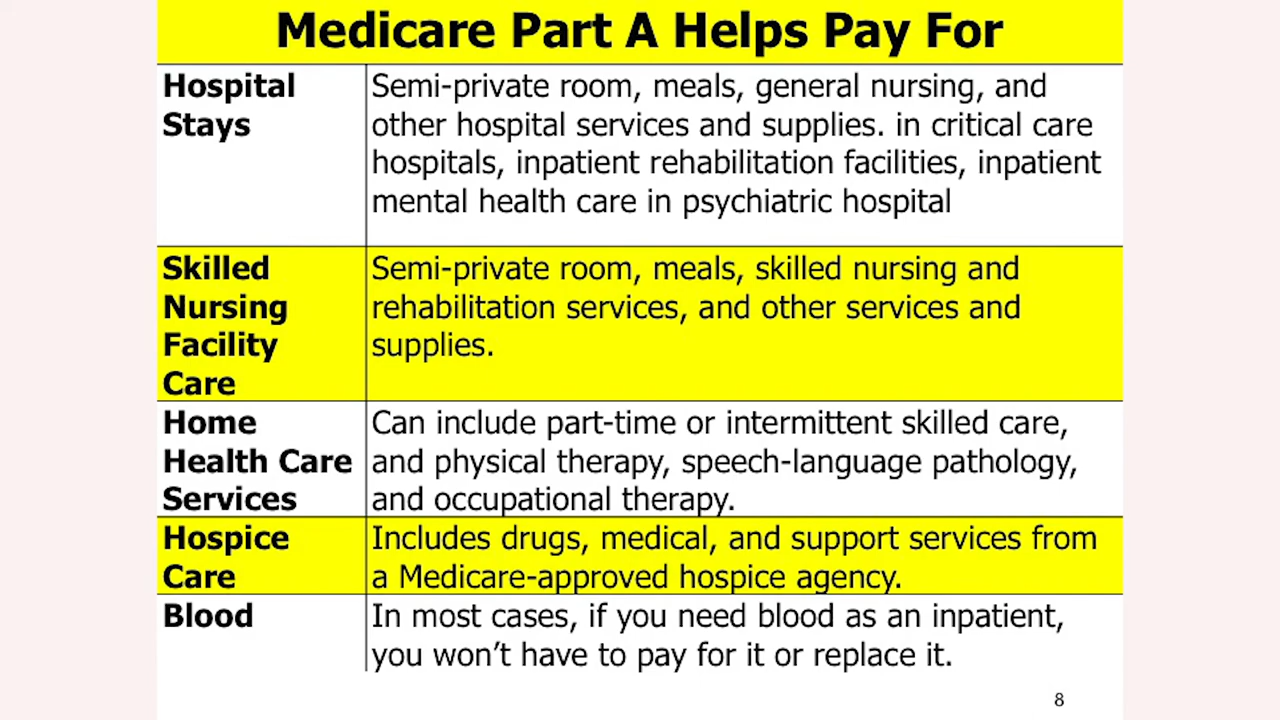 Medicare Part A Helps Pay For
Hospital
Stays
Semi-private room, meals, general nursing, and
other hospital services and supplies. in critical care
hospitals, inpatient rehabilitation facilities, inpatient
mental health care in psychiatric hospital
Skilled
Nursing
Facility
Care
Semi-private room, meals, skilled nursing and
rehabilitation services, and other services and
supplies.
Home
Health Care
Services
Can include part-time or intermittent skilled care,
and physical therapy, speech-language pathology,
and occupational therapy.
Hospice
Care
Includes drugs, medical, and support services from
a Medicare-approved hospice agency.
Blood
In most cases, if you need blood as an inpatient,
you won’t have to pay for it or replace it.
8